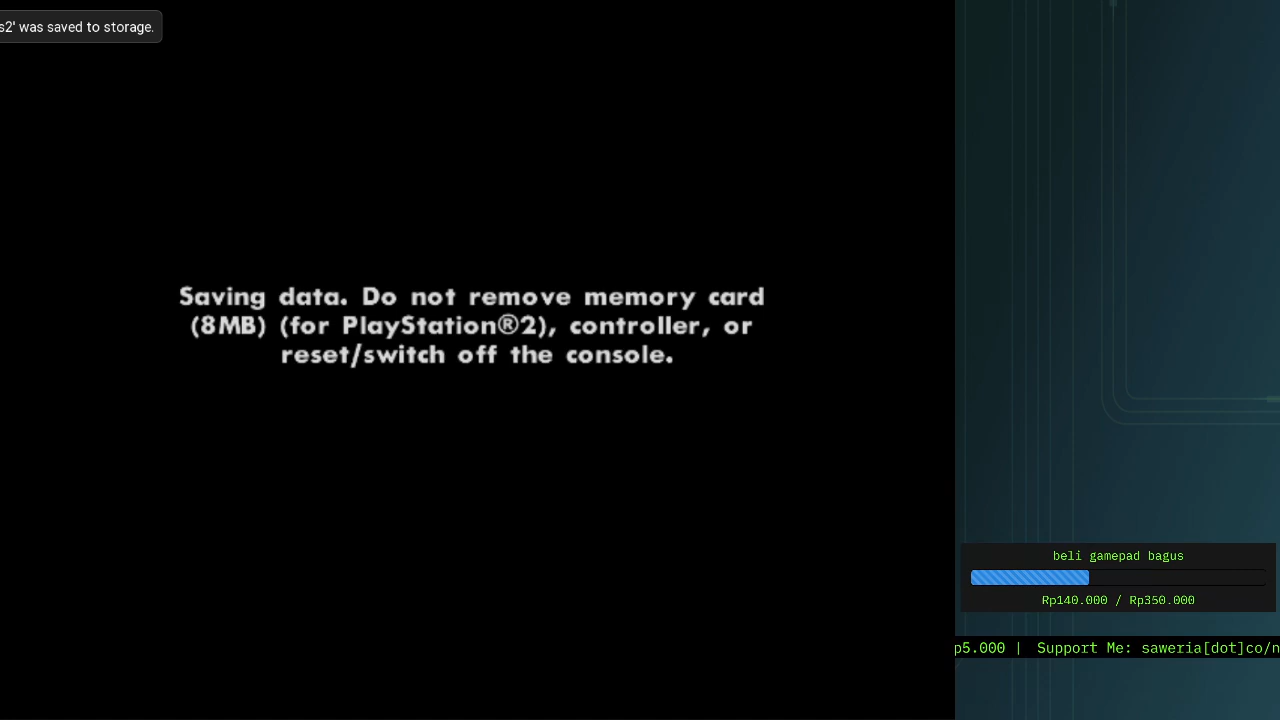 s2' was saved to storage.
Saving data. Do not remove memory card
(8MB) (for PlayStation®2), controller, or
reset/switch off the console.
beli gamepad bagus
Rp140.000 / Rp350.000
p5.000 | Support Me: saweria[dot]co/n